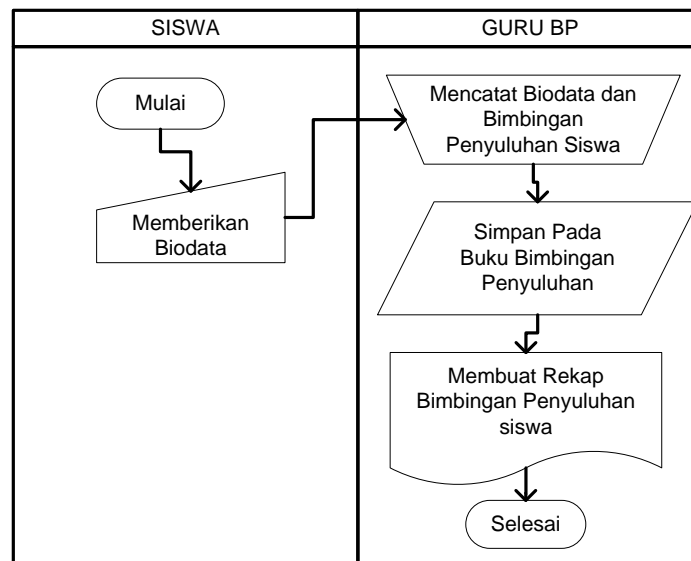 SISWA
GURU BP
Mulai
Memberikan
Biodata
Mencatat Biodata dan
Bimbingan
Penyuluhan Siswa
Simpan Pada
Buku Bimbingan
Penyuluhan
Membuat Rekap
Bimbingan Penyuluhan
siswa
Selesai